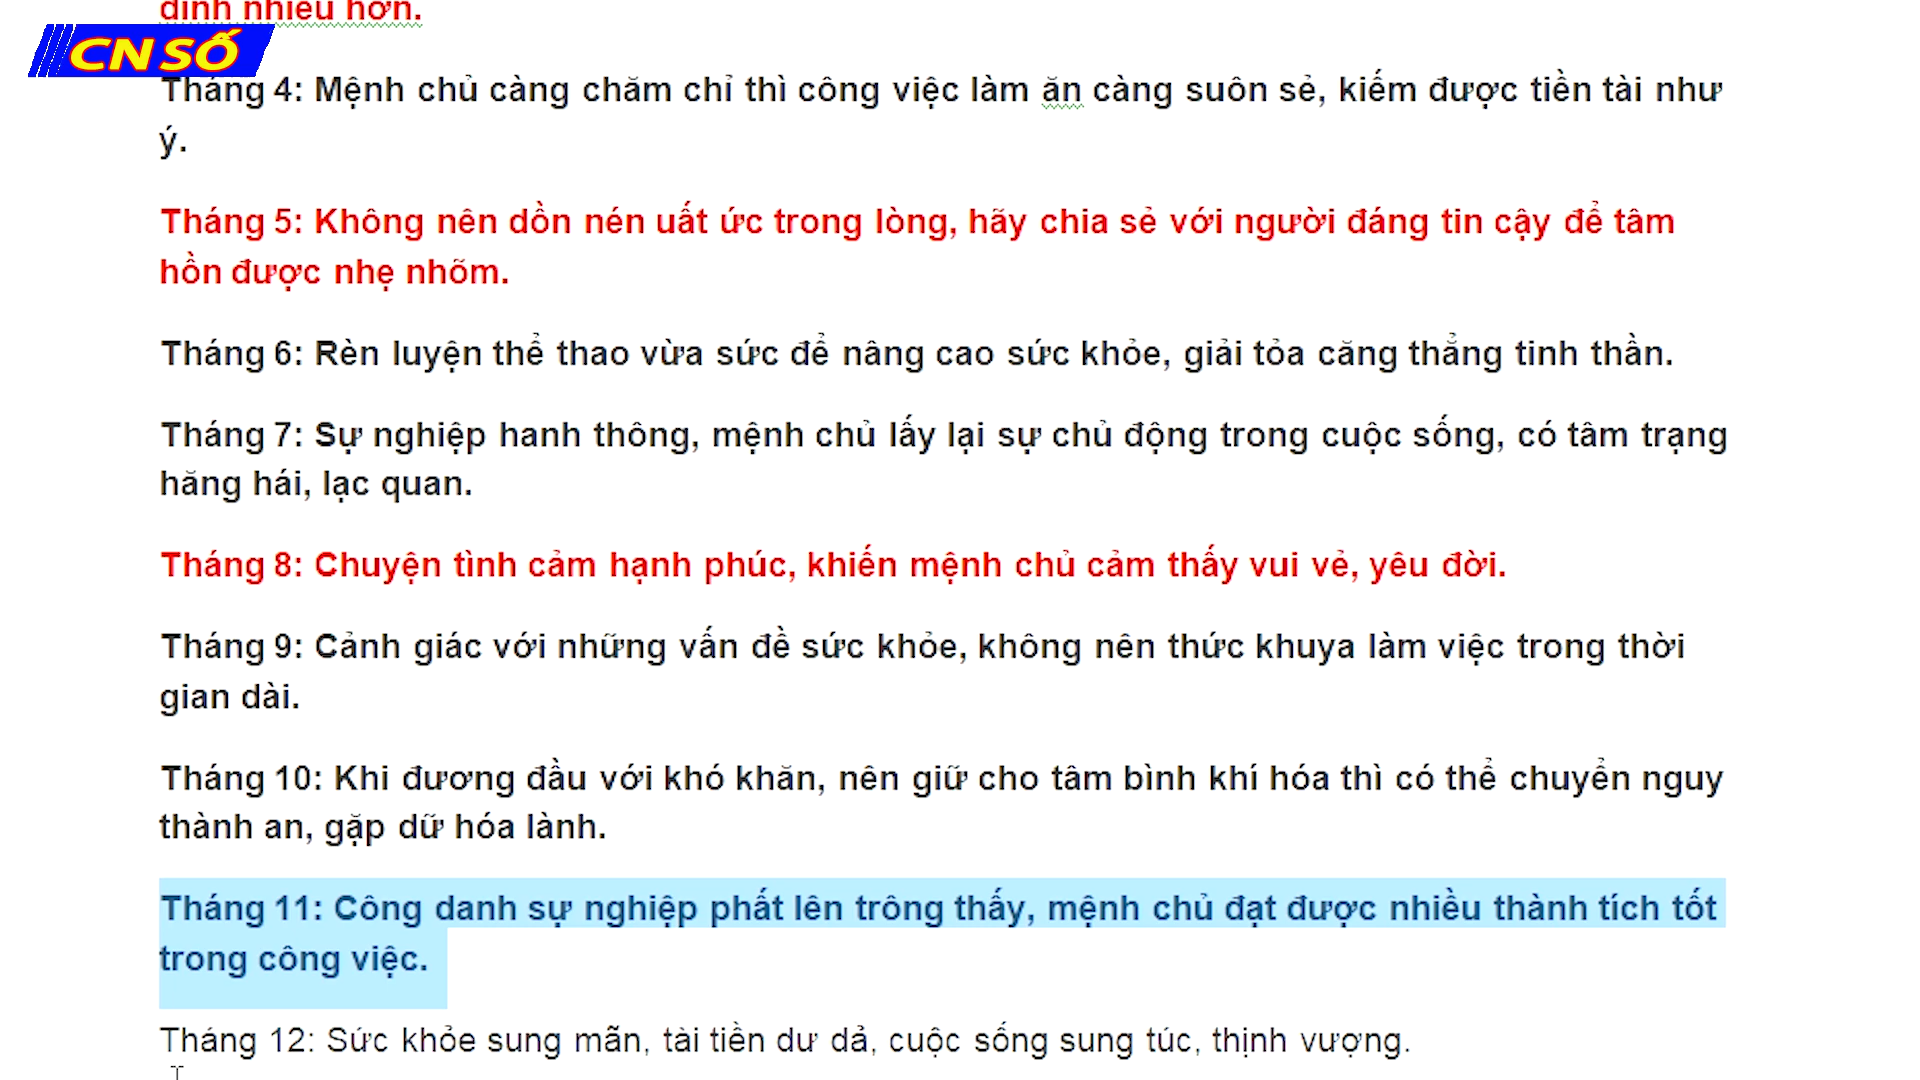 dình nhiều hơn.
CN SỐ
Tháng 4: Mệnh chủ càng chăm chỉ thì công việc làm ăn càng suôn sẻ, kiếm được tiền tài như
ý.
Tháng 5: Không nên dồn nén uất ức trong lòng, hãy chia sẻ với người đáng tin cậy để tâm
hồn được nhẹ nhõm.
Tháng 6: Rèn luyện thể thao vừa sức để nâng cao sức khỏe, giải tỏa căng thẳng tinh thần.
Tháng 7: Sự nghiệp hanh thông, mệnh chủ lấy lại sự chủ động trong cuộc sống, có tâm trạng
hăng hái, lạc quan.
Tháng 8: Chuyện tình cảm hạnh phúc, khiến mệnh chủ cảm thấy vui vẻ, yêu đời.
Tháng 9: Cảnh giác với những vấn đề sức khỏe, không nên thức khuya làm việc trong thời
gian dài.
Tháng 10: Khi đương đầu với khó khăn, nên giữ cho tâm bình khí hóa thì có thể chuyển nguy
thành an, gặp dữ hóa lành.
Tháng 11: Công danh sự nghiệp phất lên trông thấy, mệnh chủ đạt được nhiều thành tích tốt
trong công việc.
Tháng 12: Sức khỏe sung mãn, tài tiền dư dả, cuộc sống sung túc, thịnh vượng.